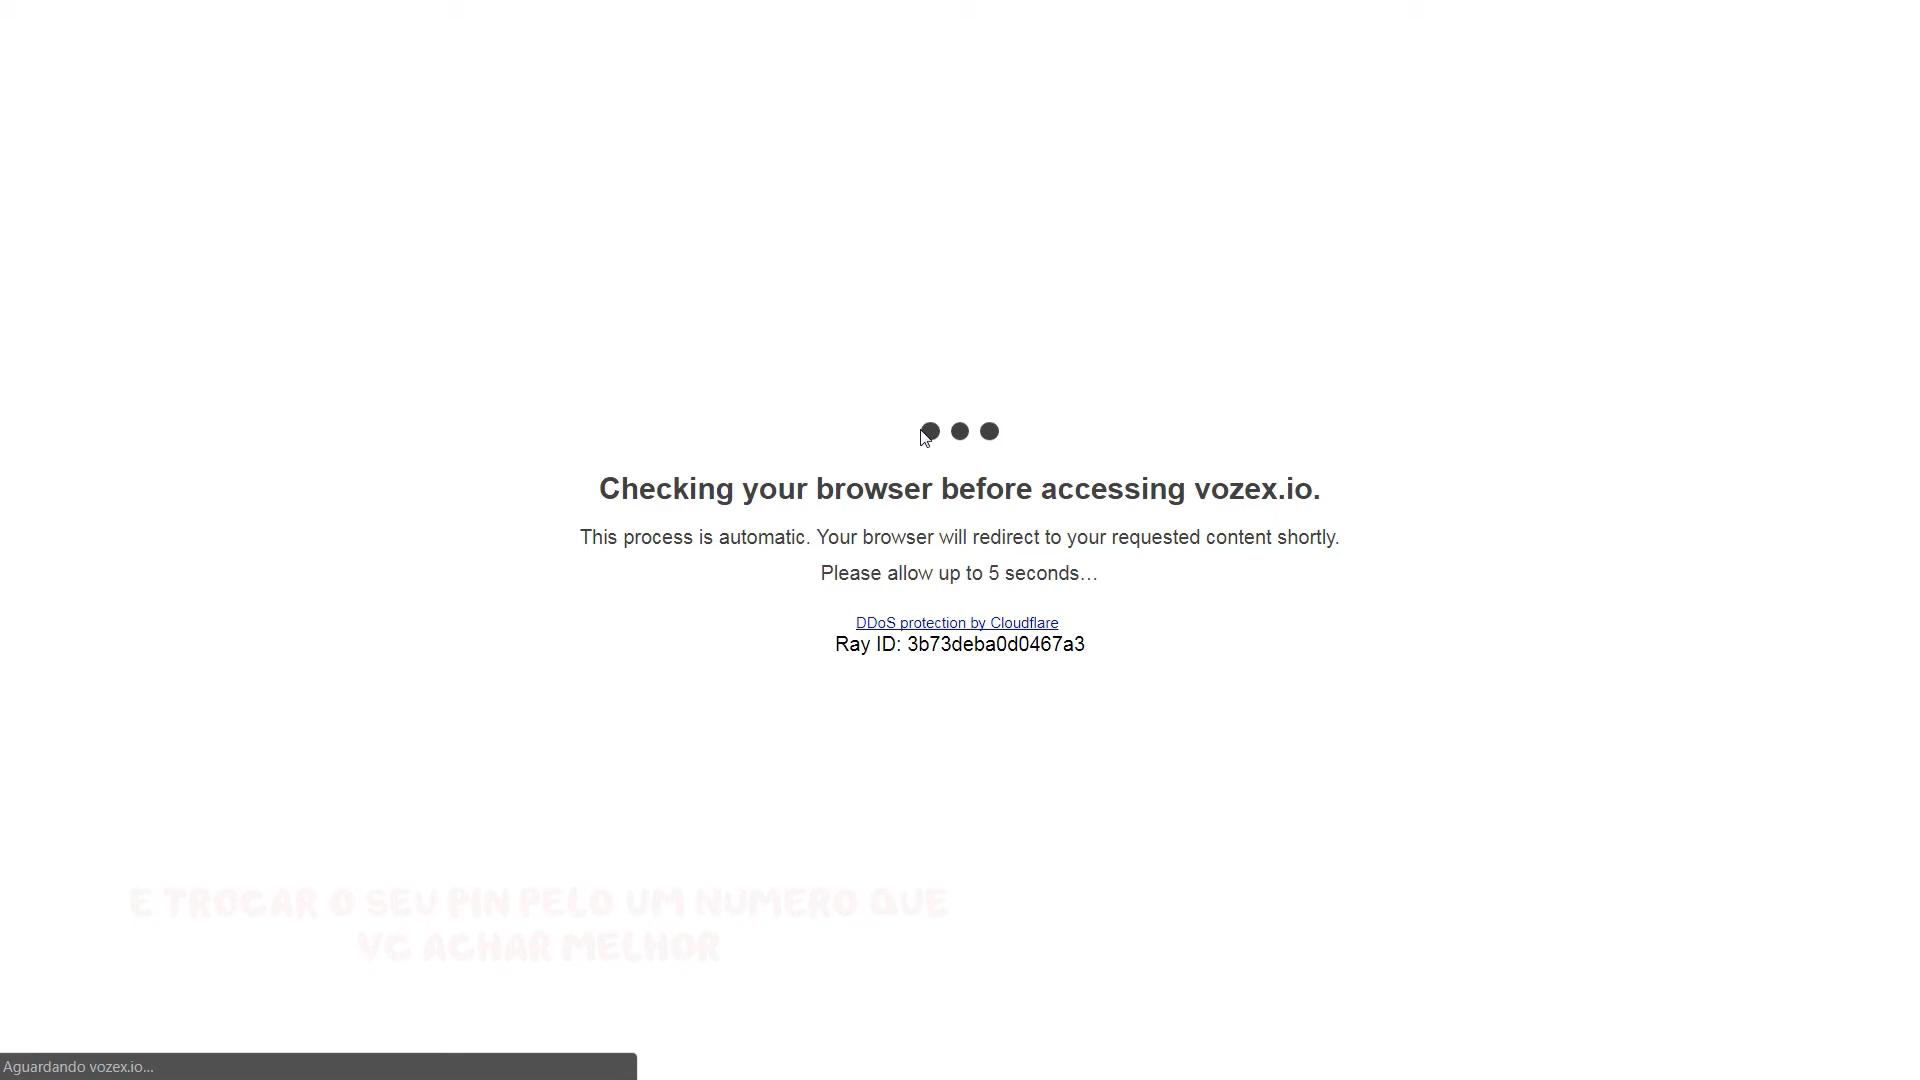 Checking your browser before accessing vozex.io.
This process is automatic. Your browser will redirect to your requested content shortly.
Please allow up to 5 seconds…
DDoS protection by Cloudflare
Ray ID: 3b73deba0d0467a3
E TROCAR O SEU PIN PELO UM NUMERO QUE
VC ACHAR MELHOR
Aguardando vozex.io...